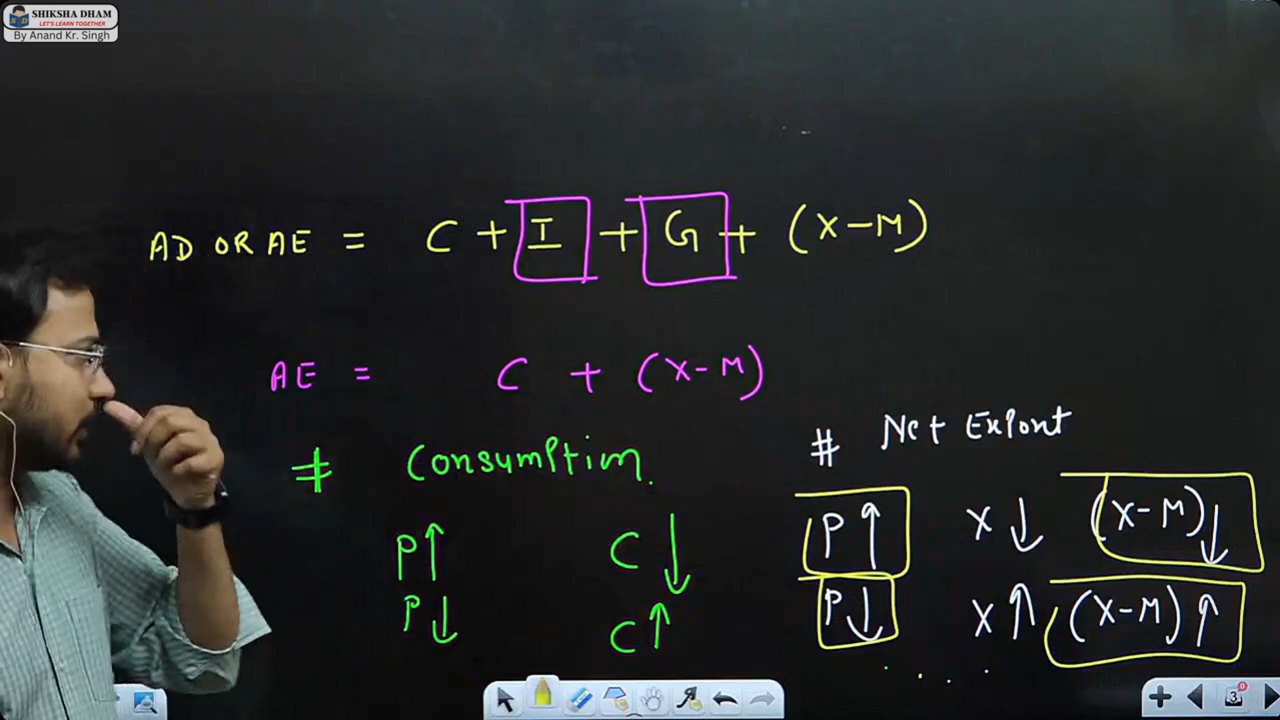 SHIKSHA DHAM
LET'S LEARN TOGETHER
By Anand Kr. Singh
AD OR AE = C + I + G + (X-M)
AE = C + (X-M)
# Consumption.
P↑ C↓
P↓ C↑
# Net Export
P↑ X↓ (X-M)↓
P↓ X↑ (X-M)↑